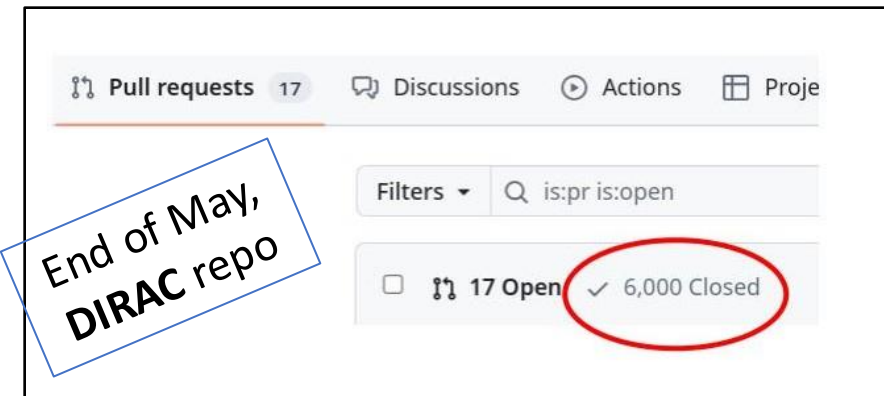 Pull requests 17 Discussions Actions Proje
Filters is:pr is:open
End of May,
DIRAC repo
17 Open 6,000 Closed